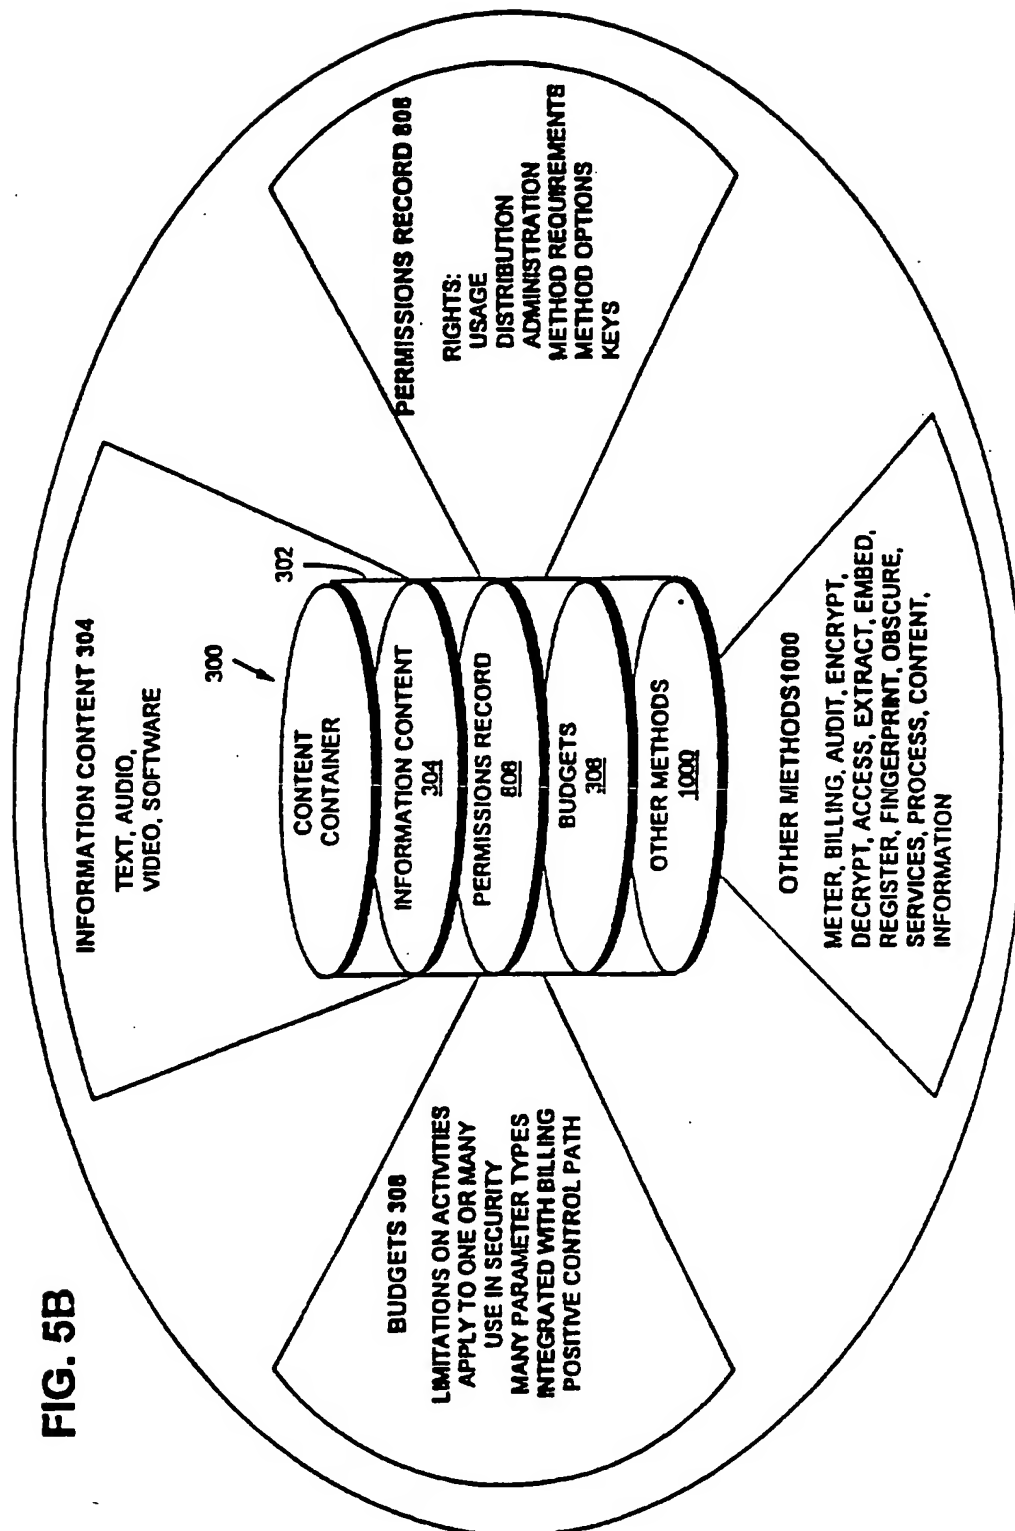 FIG. 5B
INFORMATION CONTENT 304
TEXT, AUDIO,
VIDEO, SOFTWARE
300
302
CONTENT
CONTAINER
INFORMATION CONTENT
304
PERMISSIONS RECORD
808
BUDGETS
308
OTHER METHODS
1000
BUDGETS 308
LIMITATIONS ON ACTIVITIES
APPLY TO ONE OR MANY
USE IN SECURITY
MANY PARAMETER TYPES
INTEGRATED WITH BILLING
POSITIVE CONTROL PATH
PERMISSIONS RECORD 808
RIGHTS:
USAGE
DISTRIBUTION
ADMINISTRATION
METHOD REQUIREMENTS
METHOD OPTIONS
KEYS
OTHER METHODS1000
METER, BILLING, AUDIT, ENCRYPT,
DECRYPT, ACCESS, EXTRACT, EMBED,
REGISTER, FINGERPRINT, OBSCURE,
SERVICES, PROCESS, CONTENT,
INFORMATION